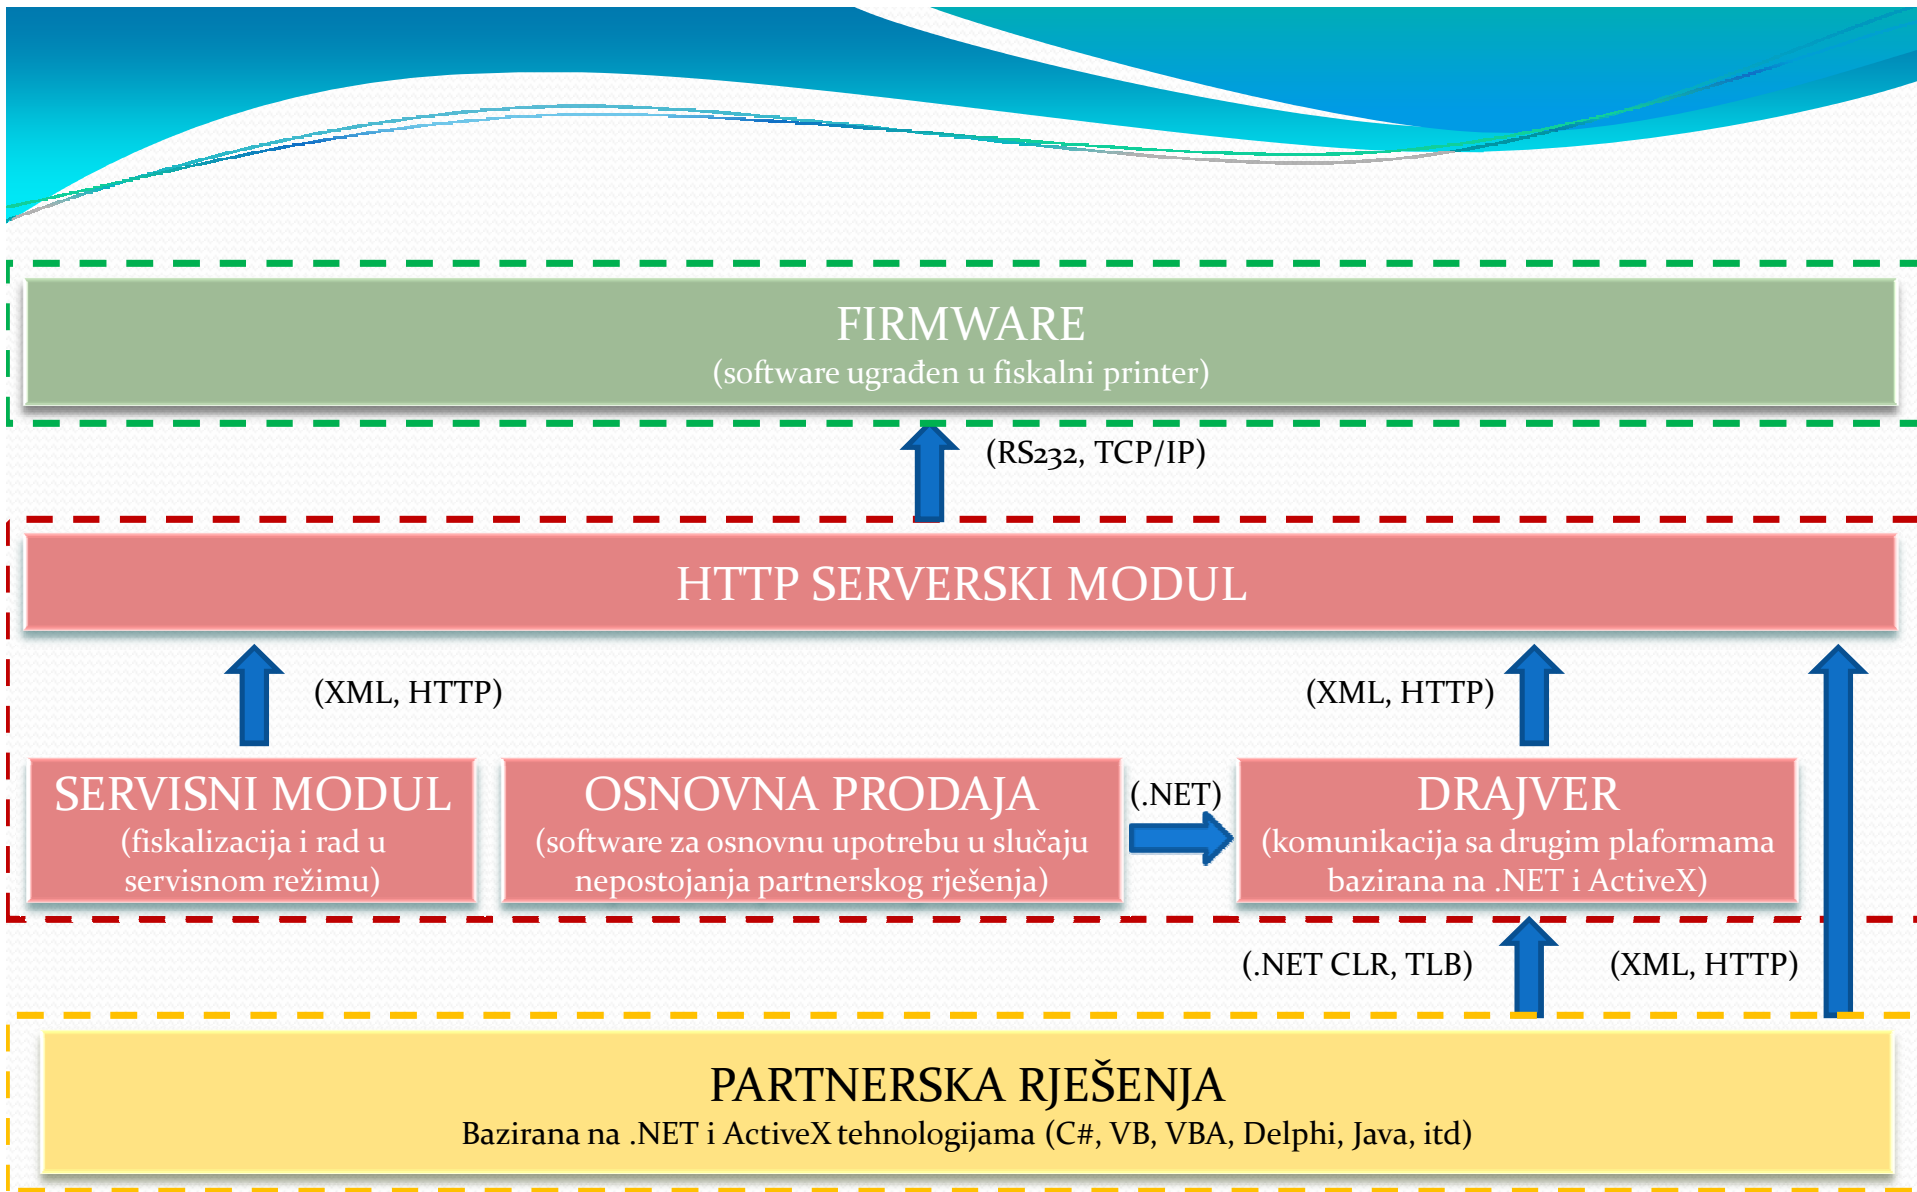 FIRMWARE
(software ugrađen u fiskalni printer)
(RS232, TCP/IP)
HTTP SERVERSKI MODUL
(XML, HTTP)
(XML, HTTP)
SERVISNI MODUL
(fiskalizacija i rad u
servisnom režimu)
OSNOVNA PRODAJA
(software za osnovnu upotrebu u slučaju
nepostojanja partnerskog rješenja)
(.NET)
DRAJVER
(komunikacija sa drugim plaformama
bazirana na .NET i ActiveX)
(.NET CLR, TLB)
(XML, HTTP)
PARTNERSKA RJEŠENJA
Bazirana na .NET i ActiveX tehnologijama (C#, VB, VBA, Delphi, Java, itd)